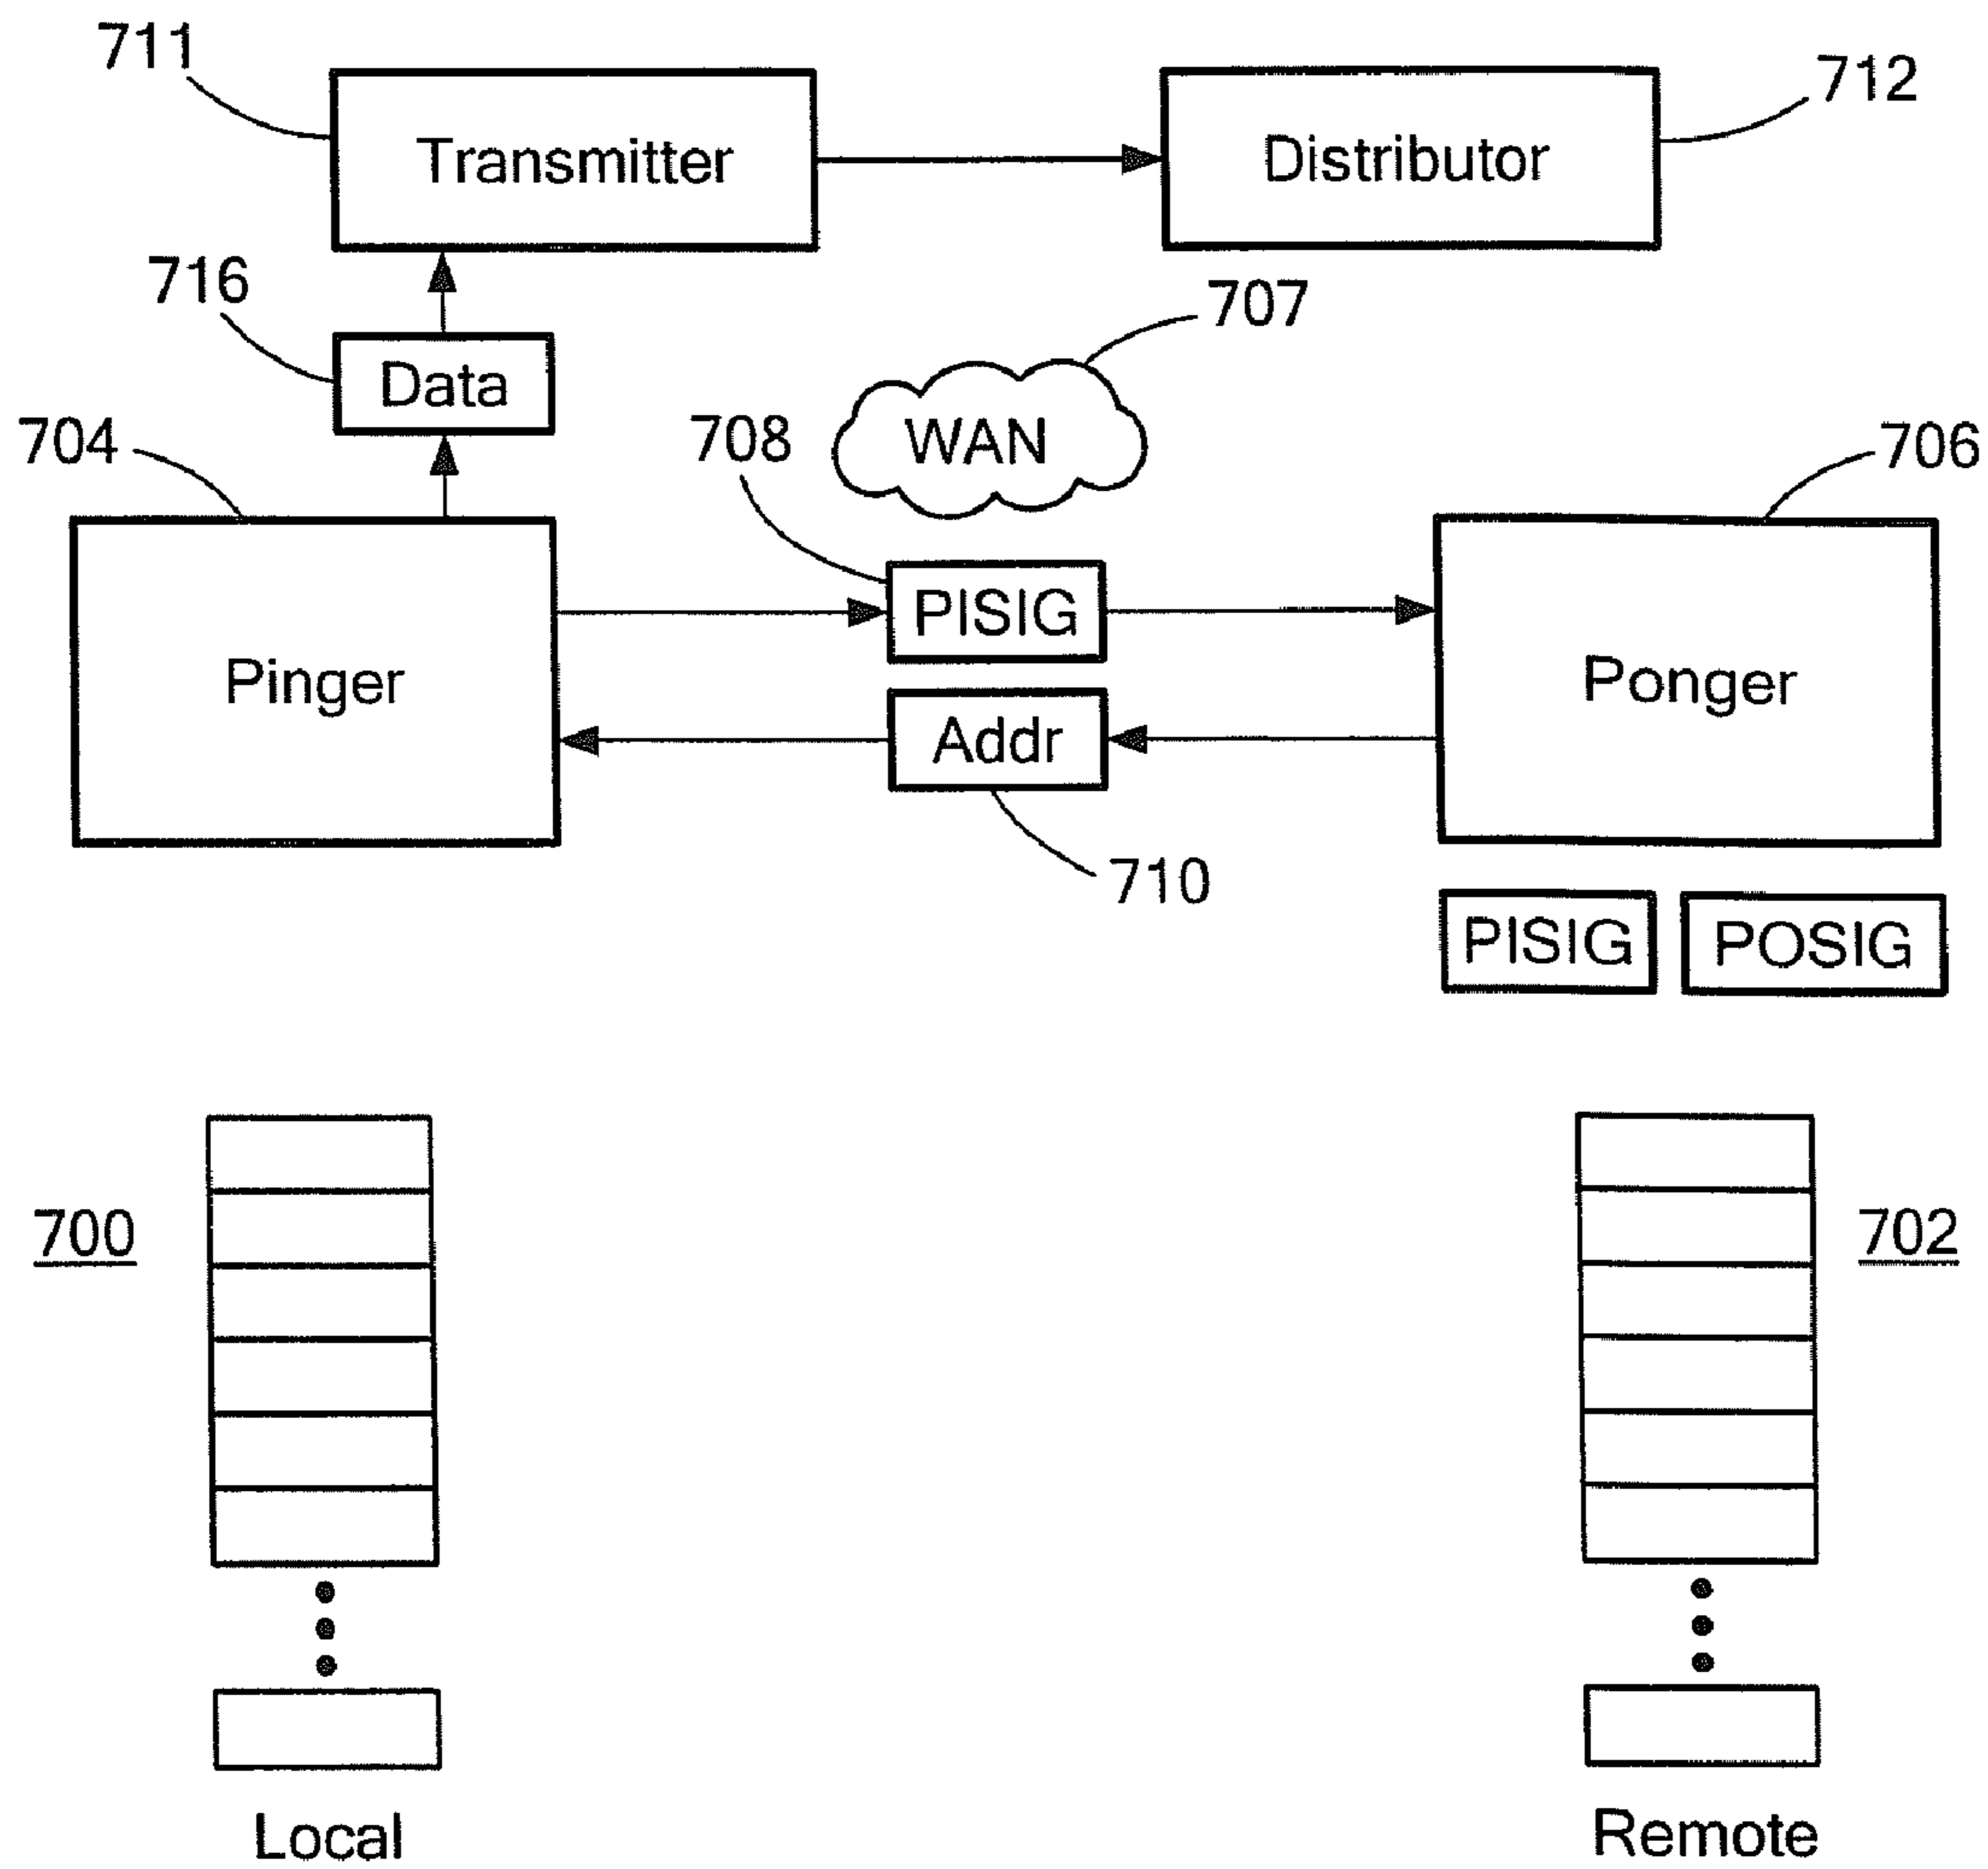 711
712
Transmitter
Distributor
716
707
Data
704
708
WAN
706
PISIG
Pinger
Ponger
Addr
710
PISIG
POSIG
700
702
Local
Remote